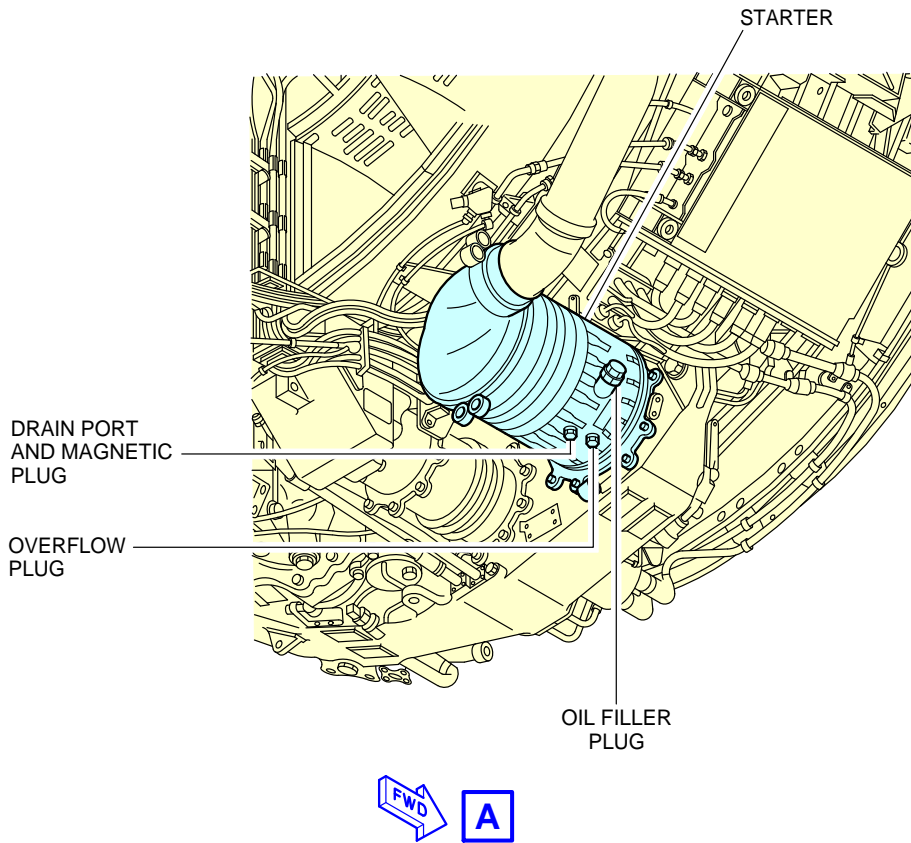 STARTER
DRAIN PORT
AND MAGNETIC
PLUG
OVERFLOW
PLUG
OIL FILLER
PLUG
FWD
A